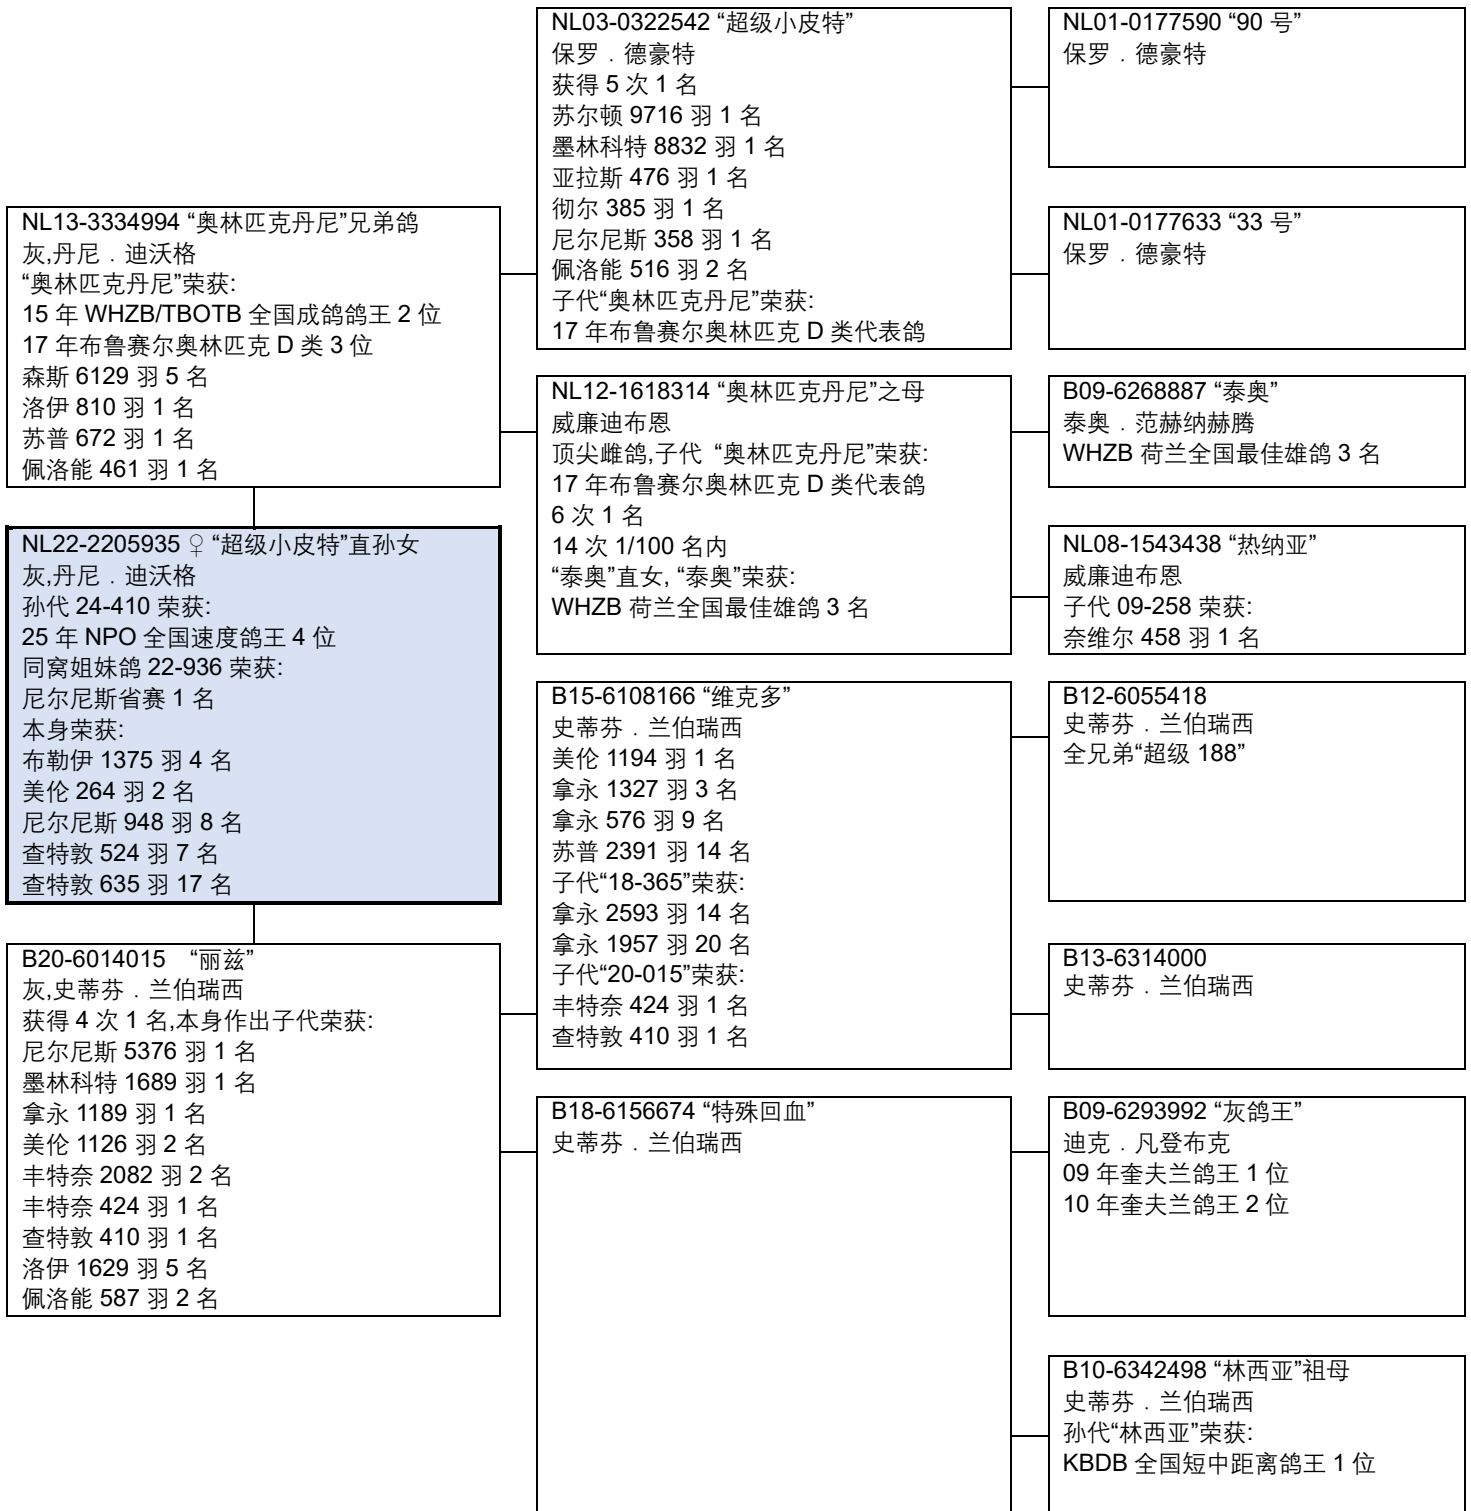 NL03-0322542 “超级小皮特”
保罗．德豪特
获得 5 次 1 名
苏尔顿 9716 羽 1 名
墨林科特 8832 羽 1 名
亚拉斯 476 羽 1 名
彻尔 385 羽 1 名
尼尔尼斯 358 羽 1 名
佩洛能 516 羽 2 名
子代“奥林匹克丹尼”荣获:
17 年布鲁赛尔奥林匹克 D 类代表鸽
NL01-0177590 “90 号”
保罗．德豪特
NL01-0177633 “33 号”
保罗．德豪特
NL13-3334994 “奥林匹克丹尼”兄弟鸽
灰,丹尼．迪沃格
“奥林匹克丹尼”荣获:
15 年 WHZB/TBOTB 全国成鸽鸽王 2 位
17 年布鲁赛尔奥林匹克 D 类 3 位
森斯 6129 羽 5 名
洛伊 810 羽 1 名
苏普 672 羽 1 名
佩洛能 461 羽 1 名
NL12-1618314 “奥林匹克丹尼”之母
威廉迪布恩
顶尖雌鸽,子代 “奥林匹克丹尼”荣获:
17 年布鲁赛尔奥林匹克 D 类代表鸽
6 次 1 名
14 次 1/100 名内
“泰奥”直女, “泰奥”荣获:
WHZB 荷兰全国最佳雄鸽 3 名
B09-6268887 “泰奥”
泰奥．范赫纳赫腾
WHZB 荷兰全国最佳雄鸽 3 名
NL08-1543438 “热纳亚”
威廉迪布恩
子代 09-258 荣获:
奈维尔 458 羽 1 名
NL22-2205935 ♀ “超级小皮特”直孙女
灰,丹尼．迪沃格
孙代 24-410 荣获:
25 年 NPO 全国速度鸽王 4 位
同窝姐妹鸽 22-936 荣获:
尼尔尼斯省赛 1 名
本身荣获:
布勒伊 1375 羽 4 名
美伦 264 羽 2 名
尼尔尼斯 948 羽 8 名
查特敦 524 羽 7 名
查特敦 635 羽 17 名
B15-6108166 “维克多”
史蒂芬．兰伯瑞西
美伦 1194 羽 1 名
拿永 1327 羽 3 名
拿永 576 羽 9 名
苏普 2391 羽 14 名
子代“18-365”荣获:
拿永 2593 羽 14 名
拿永 1957 羽 20 名
子代“20-015”荣获:
丰特奈 424 羽 1 名
查特敦 410 羽 1 名
B12-6055418
史蒂芬．兰伯瑞西
全兄弟“超级 188”
B13-6314000
史蒂芬．兰伯瑞西
B20-6014015 “丽兹”
灰,史蒂芬．兰伯瑞西
获得 4 次 1 名,本身作出子代荣获:
尼尔尼斯 5376 羽 1 名
墨林科特 1689 羽 1 名
拿永 1189 羽 1 名
美伦 1126 羽 2 名
丰特奈 2082 羽 2 名
丰特奈 424 羽 1 名
查特敦 410 羽 1 名
洛伊 1629 羽 5 名
佩洛能 587 羽 2 名
B18-6156674 “特殊回血”
史蒂芬．兰伯瑞西
B09-6293992 “灰鸽王”
迪克．凡登布克
09 年奎夫兰鸽王 1 位
10 年奎夫兰鸽王 2 位
B10-6342498 “林西亚”祖母
史蒂芬．兰伯瑞西
孙代“林西亚”荣获:
KBDB 全国短中距离鸽王 1 位